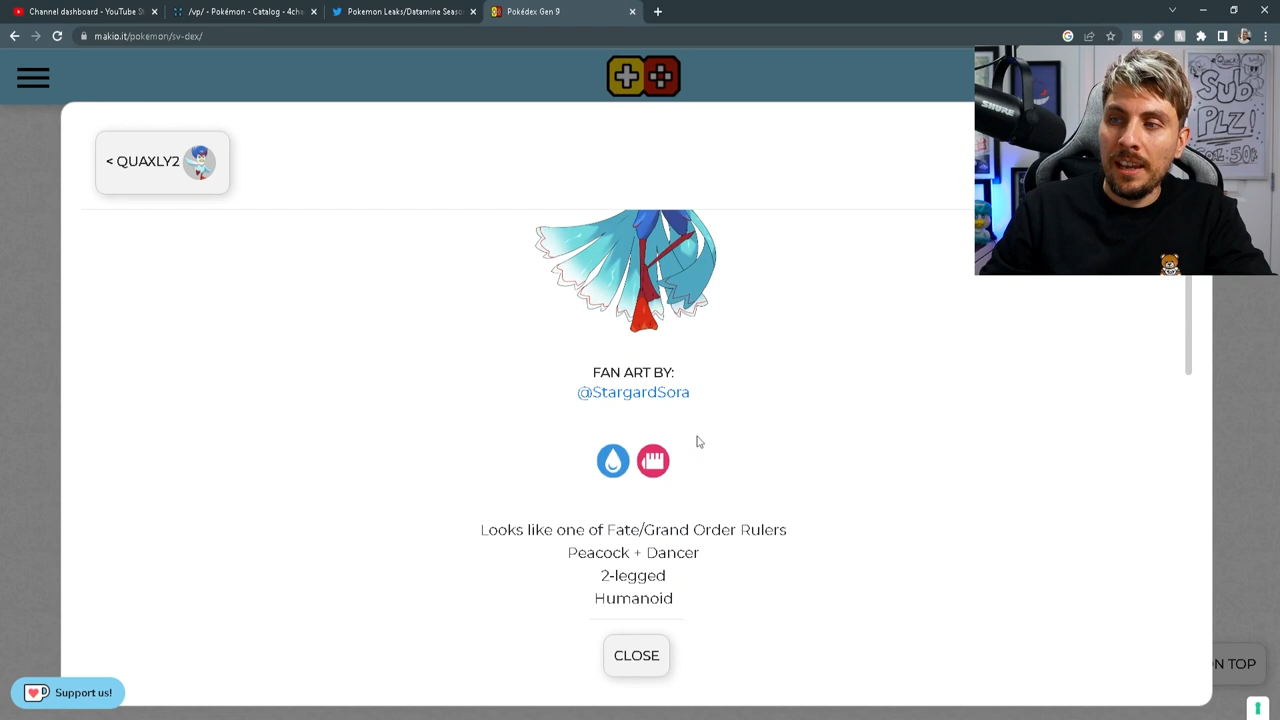 Channel dashboard - YouTube St
/vp/ - Pokémon - Catalog - 4cha
Pokemon Leaks/Datamine Seaso
Pokédex Gen 9
makio.it/pokemon/sv-dex/
SHURE
Sub
PLZ!
< QUAXLY2
FAN ART BY:
@StargardSora
Looks like one of Fate/Grand Order Rulers
Peacock + Dancer
2-legged
Humanoid
CLOSE
N TOP
Support us!